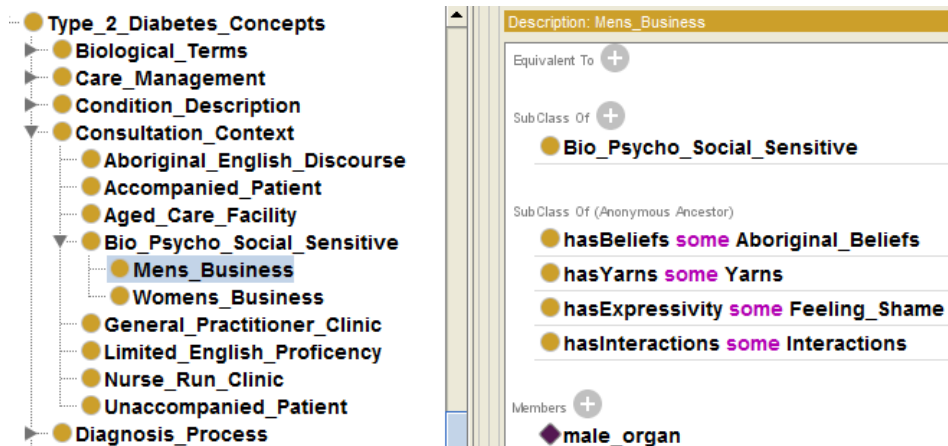 Type_2_Diabetes_Concepts
Biological_Terms
Care_Management
Condition_Description
Consultation_Context
Aboriginal_English_Discourse
Accompanied_Patient
Aged_Care_Facility
Bio_Psycho_Social_Sensitive
Mens_Business
Womens_Business
General_Practitioner_Clinic
Limited_English_Proficency
Nurse_Run_Clinic
Unaccompanied_Patient
Diagnosis_Process
Description: Mens_Business
Equivalent To
SubClass Of
Bio_Psycho_Social_Sensitive
SubClass Of (Anonymous Ancestor)
hasBeliefs some Aboriginal_Beliefs
hasYarns some Yarns
hasExpressivity some Feeling_Shame
hasInteractions some Interactions
Members
male_organ